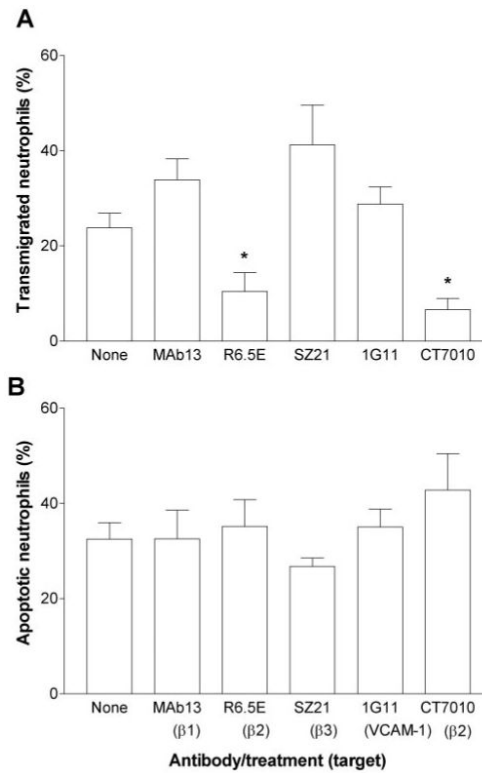 A
Transmigrated neutrophils (%)
60
40
20
0
*
*
None MAb13 R6.5E SZ21 1G11 CT7010
B
Apoptotic neutrophils (%)
60
40
20
0
None MAb13 R6.5E SZ21 1G11 CT7010
(β1) (β2) (β3) (VCAM-1) (β2)
Antibody/treatment (target)